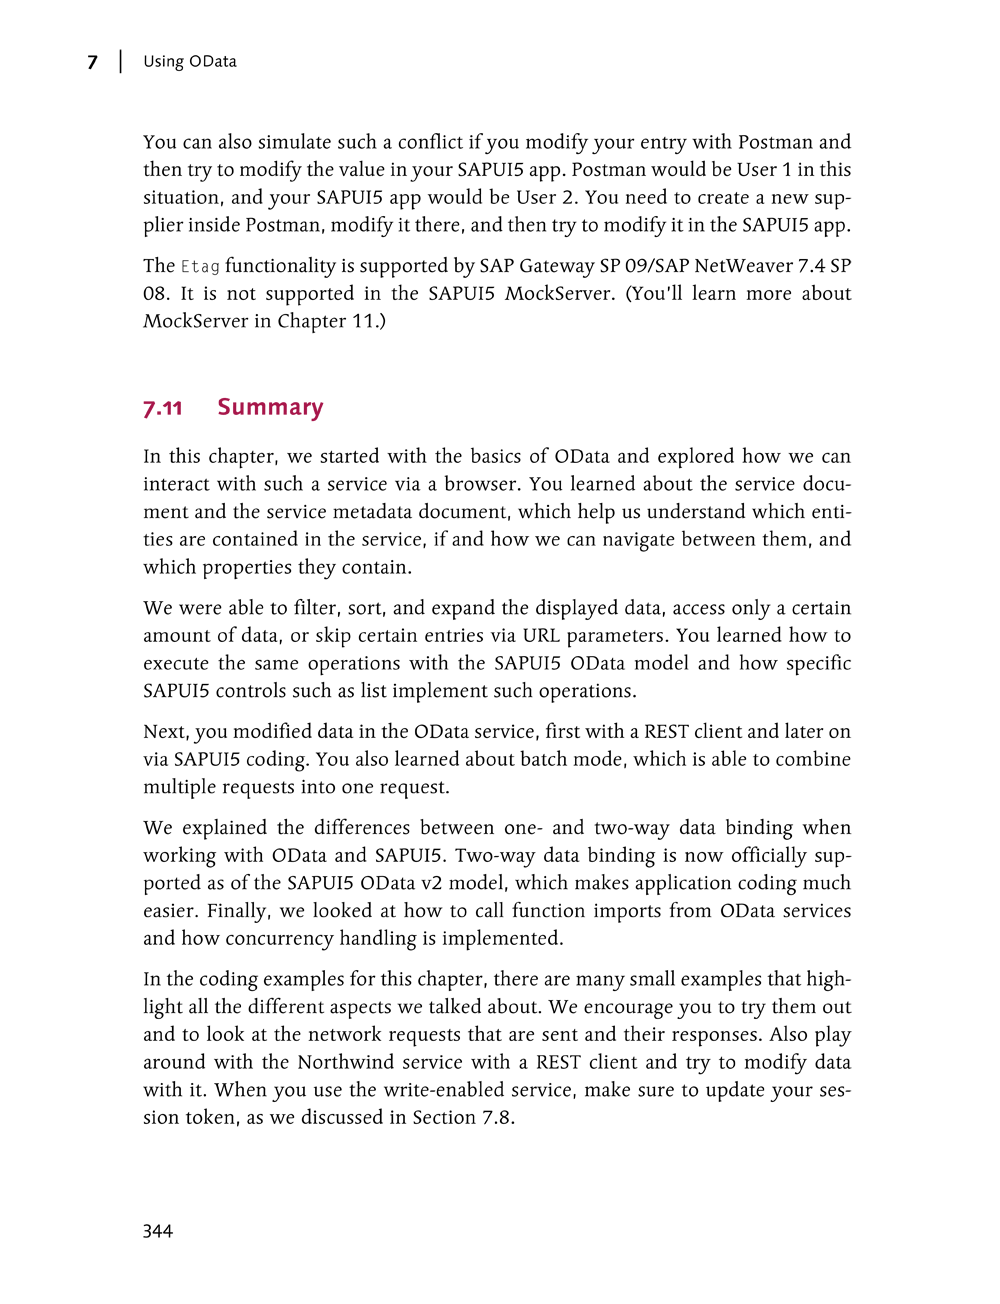 7 | Using OData
You can also simulate such a conflict if you modify your entry with Postman and
then try to modify the value in your SAPUI5 app. Postman would be User 1 in this
situation, and your SAPUI5 app would be User 2. You need to create a new sup-
plier inside Postman, modify it there, and then try to modify it in the SAPUI5 app.
The Etag functionality is supported by SAP Gateway SP 09/SAP NetWeaver 7.4 SP
08. It is not supported in the SAPUI5 MockServer. (You'll learn more about
MockServer in Chapter 11.)
7.11 Summary
In this chapter, we started with the basics of OData and explored how we can
interact with such a service via a browser. You learned about the service docu-
ment and the service metadata document, which help us understand which enti-
ties are contained in the service, if and how we can navigate between them, and
which properties they contain.
We were able to filter, sort, and expand the displayed data, access only a certain
amount of data, or skip certain entries via URL parameters. You learned how to
execute the same operations with the SAPUI5 OData model and how specific
SAPUI5 controls such as list implement such operations.
Next, you modified data in the OData service, first with a REST client and later on
via SAPUI5 coding. You also learned about batch mode, which is able to combine
multiple requests into one request.
We explained the differences between one- and two-way data binding when
working with OData and SAPUI5. Two-way data binding is now officially sup-
ported as of the SAPUI5 OData v2 model, which makes application coding much
easier. Finally, we looked at how to call function imports from OData services
and how concurrency handling is implemented.
In the coding examples for this chapter, there are many small examples that high-
light all the different aspects we talked about. We encourage you to try them out
and to look at the network requests that are sent and their responses. Also play
around with the Northwind service with a REST client and try to modify data
with it. When you use the write-enabled service, make sure to update your ses-
sion token, as we discussed in Section 7.8.
344